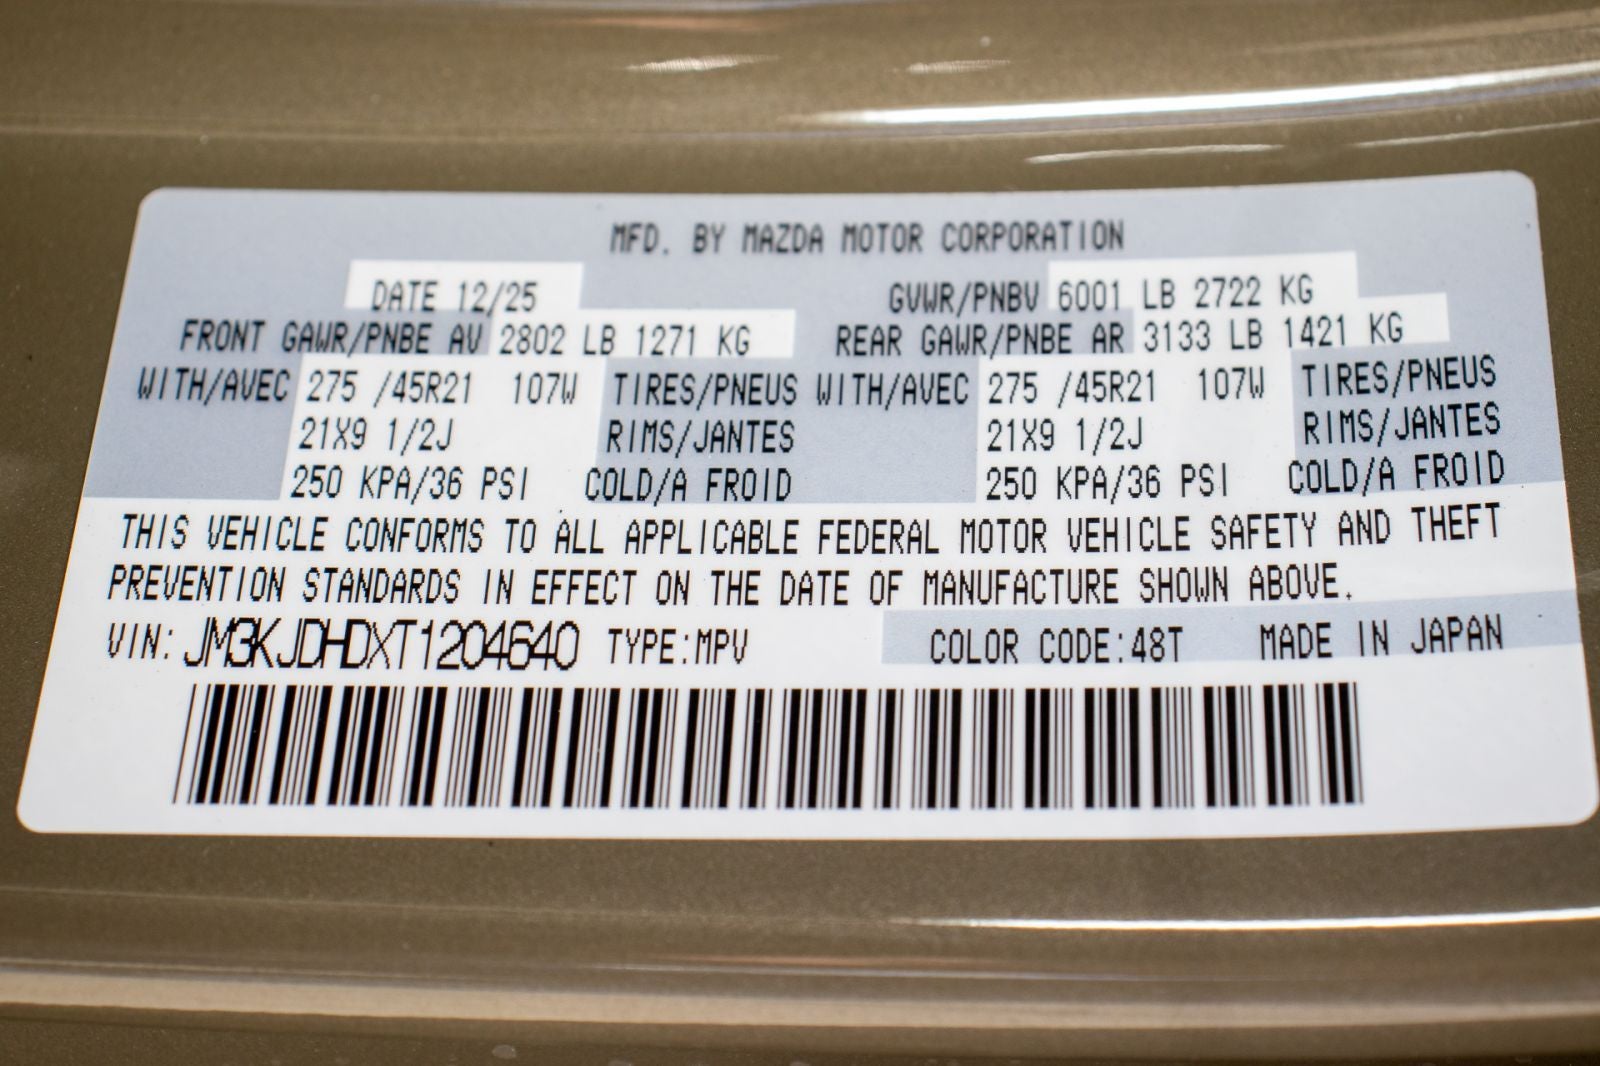 MFD. BY MAZDA MOTOR CORPORATION
DATE 12/25 GVWR/PNBV 6001 LB 2722 KG
FRONT GAWR/PNBE AV 2802 LB 1271 KG REAR GAWR/PNBE AR 3133 LB 1421 KG
WITH/AVEC 275 /45R21 107W TIRES/PNEUS WITH/AVEC 275 /45R21 107W TIRES/PNEUS
21X9 1/2J RIMS/JANTES 21X9 1/2J RIMS/JANTES
250 KPA/36 PSI COLD/A FROID 250 KPA/36 PSI COLD/A FROID
THIS VEHICLE CONFORMS TO ALL APPLICABLE FEDERAL MOTOR VEHICLE SAFETY AND THEFT
PREVENTION STANDARDS IN EFFECT ON THE DATE OF MANUFACTURE SHOWN ABOVE.
VIN: JM3KJDHDXT1204640 TYPE:MPV COLOR CODE:48T MADE IN JAPAN